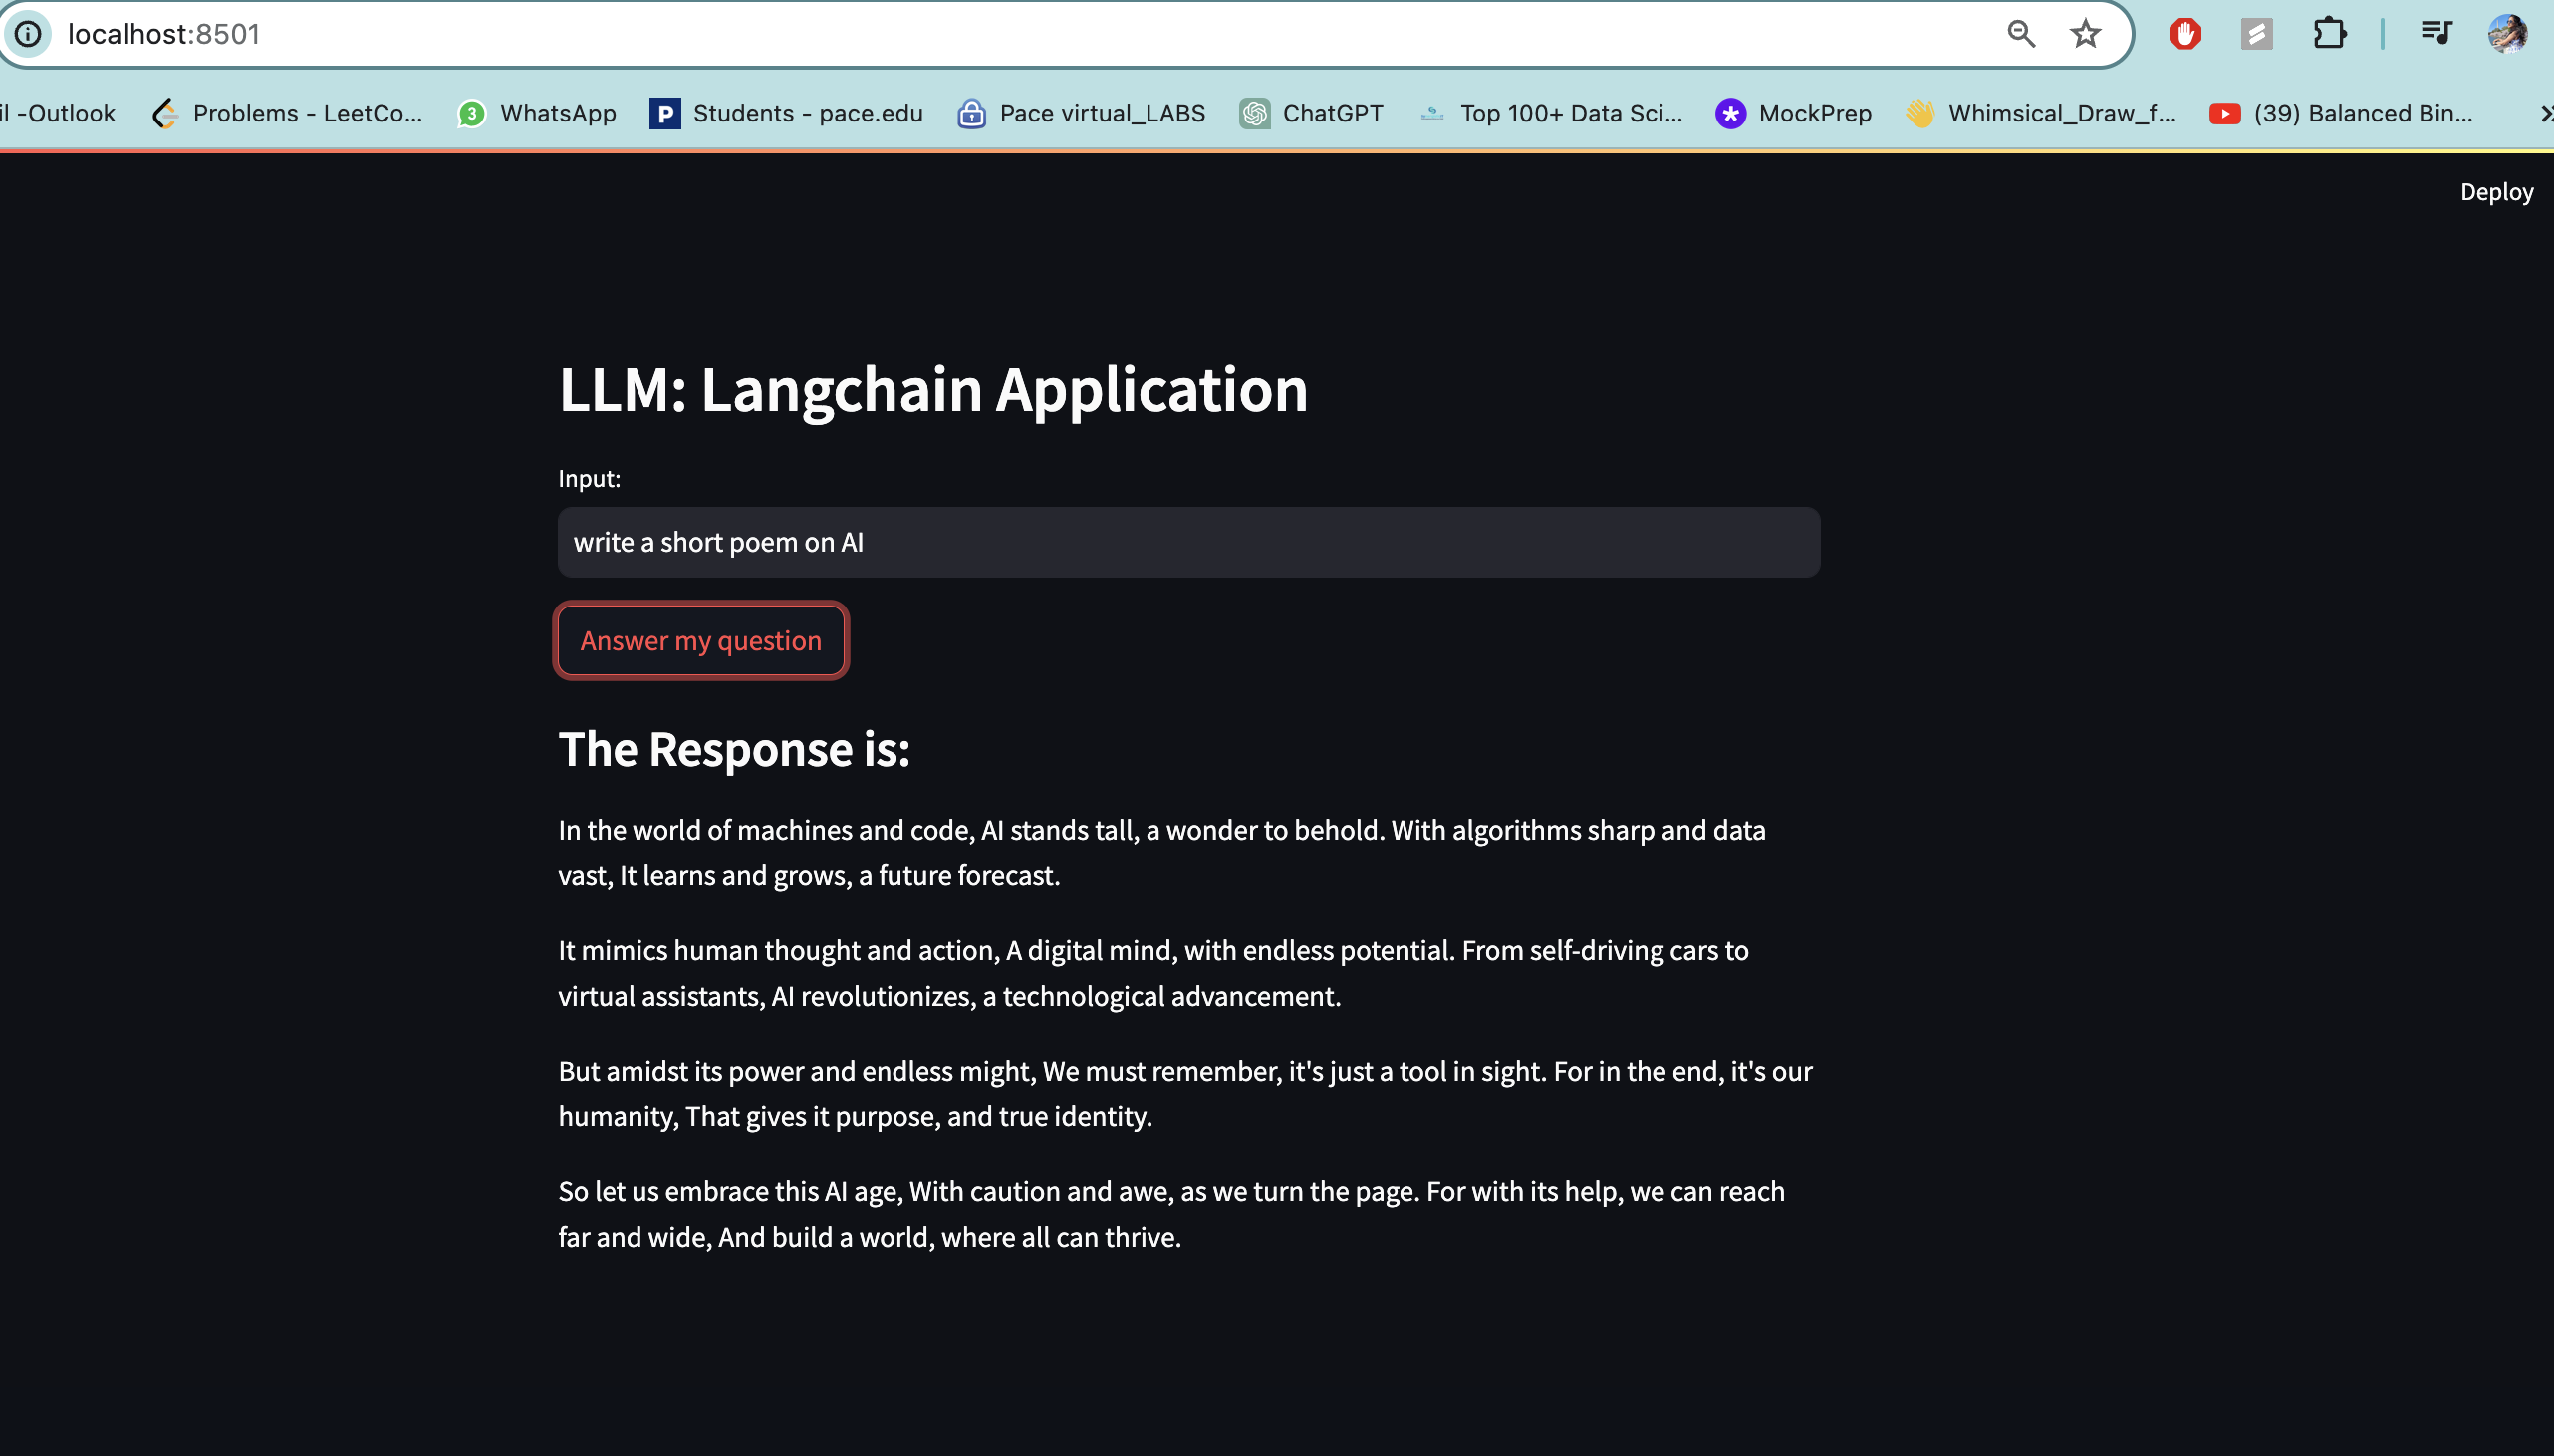 localhost:8501
il -Outlook Problems - LeetCo... 3 WhatsApp P Students - pace.edu Pace virtual_LABS ChatGPT Top 100+ Data Sci... MockPrep Whimsical_Draw_f... (39) Balanced Bin... »
Deploy
LLM: Langchain Application
Input:
write a short poem on AI
Answer my question
The Response is:
In the world of machines and code, AI stands tall, a wonder to behold. With algorithms sharp and data
vast, It learns and grows, a future forecast.
It mimics human thought and action, A digital mind, with endless potential. From self-driving cars to
virtual assistants, AI revolutionizes, a technological advancement.
But amidst its power and endless might, We must remember, it's just a tool in sight. For in the end, it's our
humanity, That gives it purpose, and true identity.
So let us embrace this AI age, With caution and awe, as we turn the page. For with its help, we can reach
far and wide, And build a world, where all can thrive.